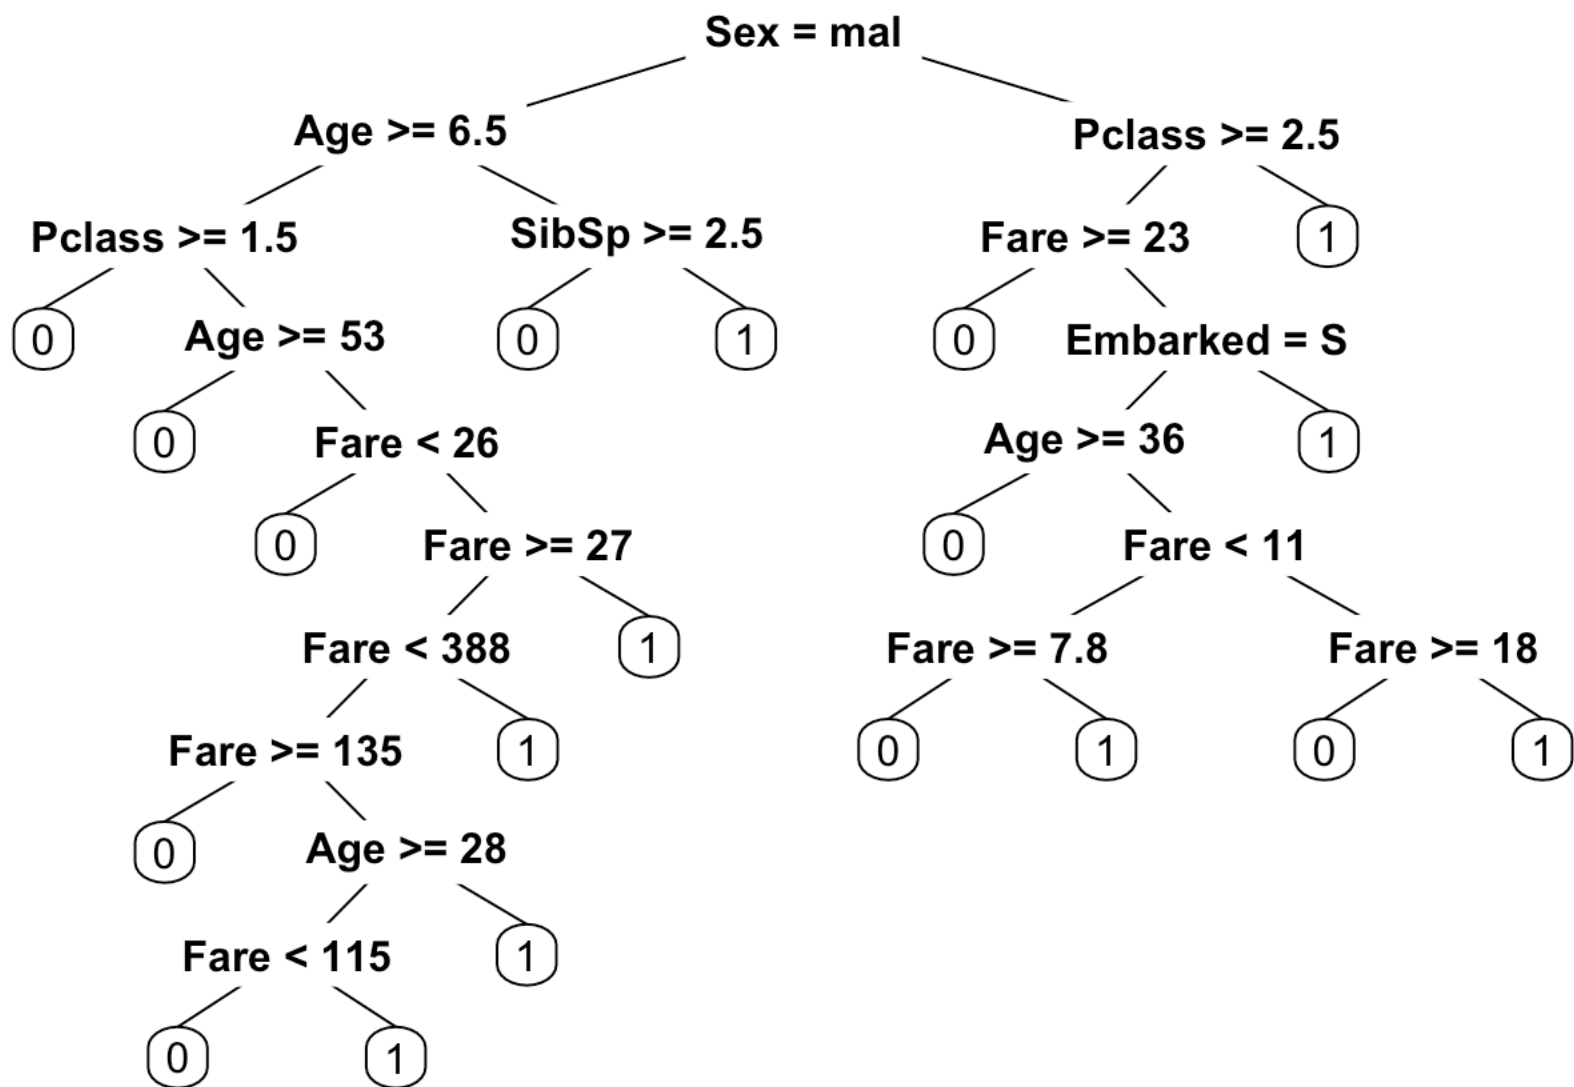 Sex = mal
Age >= 6.5
Pclass >= 2.5
Pclass >= 1.5
SibSp >= 2.5
Fare >= 23
1
0
Age >= 53
0
1
0
Embarked = S
0
Fare < 26
Age >= 36
1
0
Fare >= 27
0
Fare < 11
Fare < 388
1
Fare >= 7.8
Fare >= 18
Fare >= 135
1
0
1
0
1
0
Age >= 28
Fare < 115
1
0
1